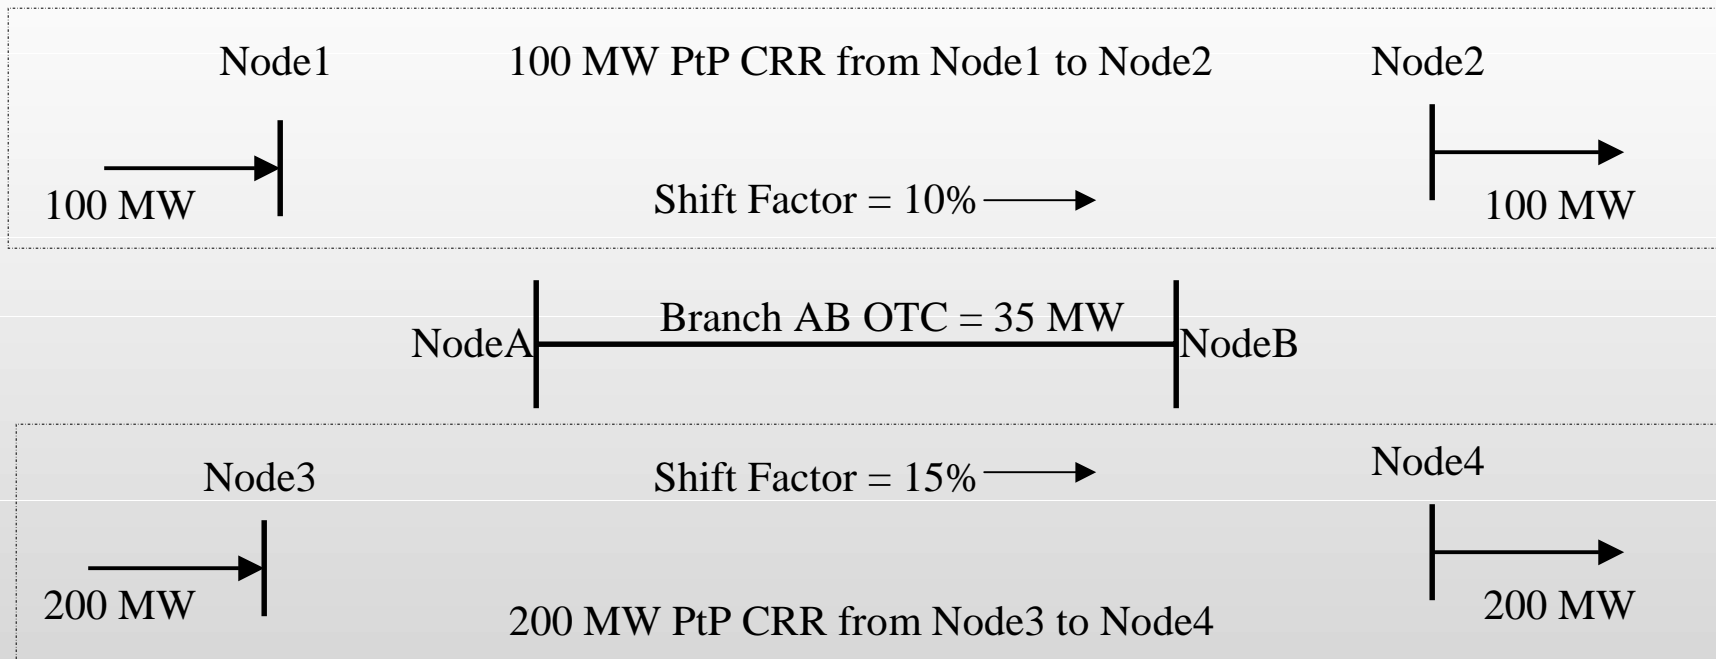 Node1
100 MW PtP CRR from Node1 to Node2
Node2
100 MW
Shift Factor = 10%
100 MW
Branch AB OTC = 35 MW
NodeA
NodeB
Node3
Shift Factor = 15%
Node4
200 MW
200 MW PtP CRR from Node3 to Node4
200 MW